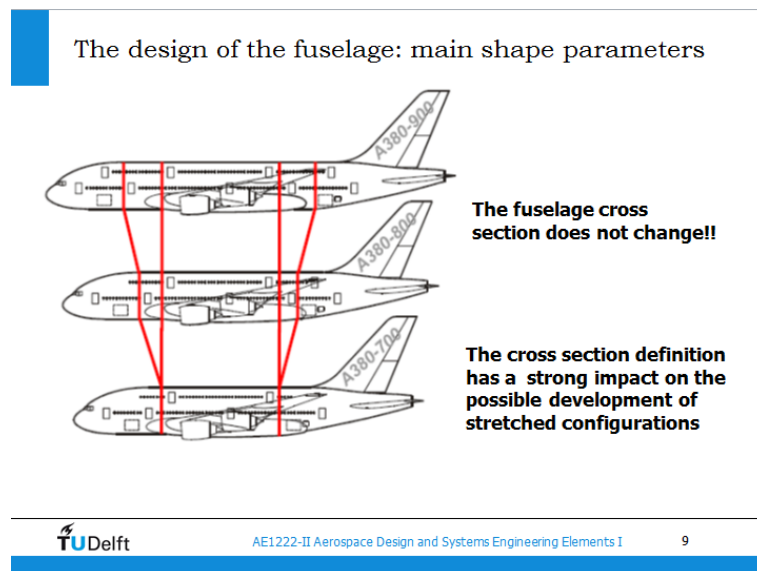 The design of the fuselage: main shape parameters
A380-900
The fuselage cross
section does not change!!
A380-800
The cross section definition
has a strong impact on the
possible development of
stretched configurations
A380-700
TUDelft
AE1222-II Aerospace Design and Systems Engineering Elements I
9